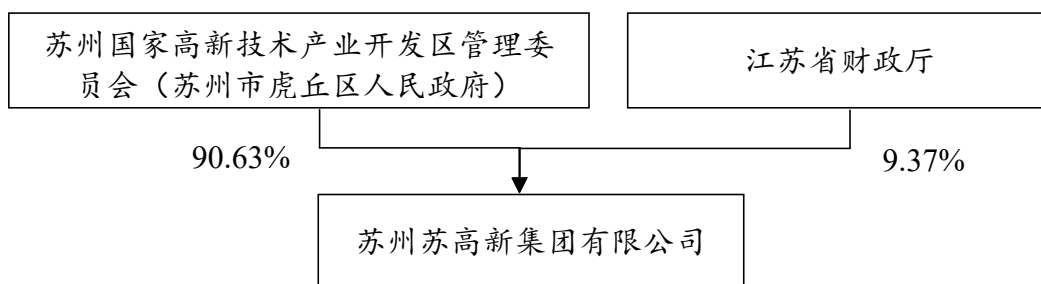 苏州国家高新技术产业开发区管理委
员会（苏州市虎丘区人民政府）
江苏省财政厅
90.63%
9.37%
苏州苏高新集团有限公司